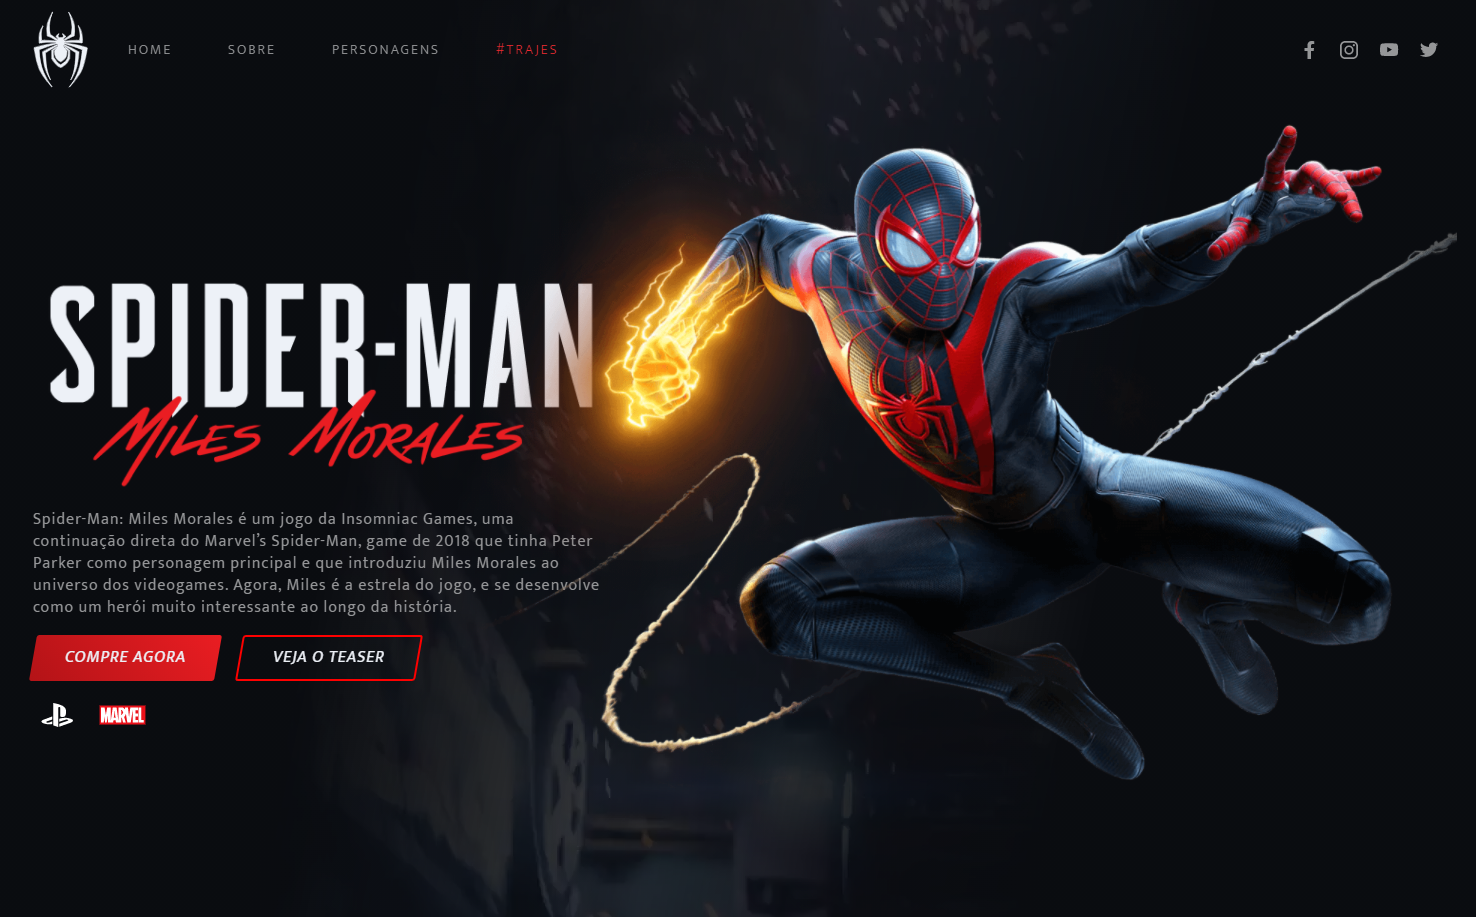 HOME SOBRE PERSONAGENS #TRAJES
SPIDER-MAN
MILES MORALES
Spider-Man: Miles Morales é um jogo da Insomniac Games, uma
continuação direta do Marvel’s Spider-Man, game de 2018 que tinha Peter
Parker como personagem principal e que introduziu Miles Morales ao
universo dos videogames. Agora, Miles é a estrela do jogo, e se desenvolve
como um herói muito interessante ao longo da história.
COMPRE AGORA VEJA O TEASER
MARVEL